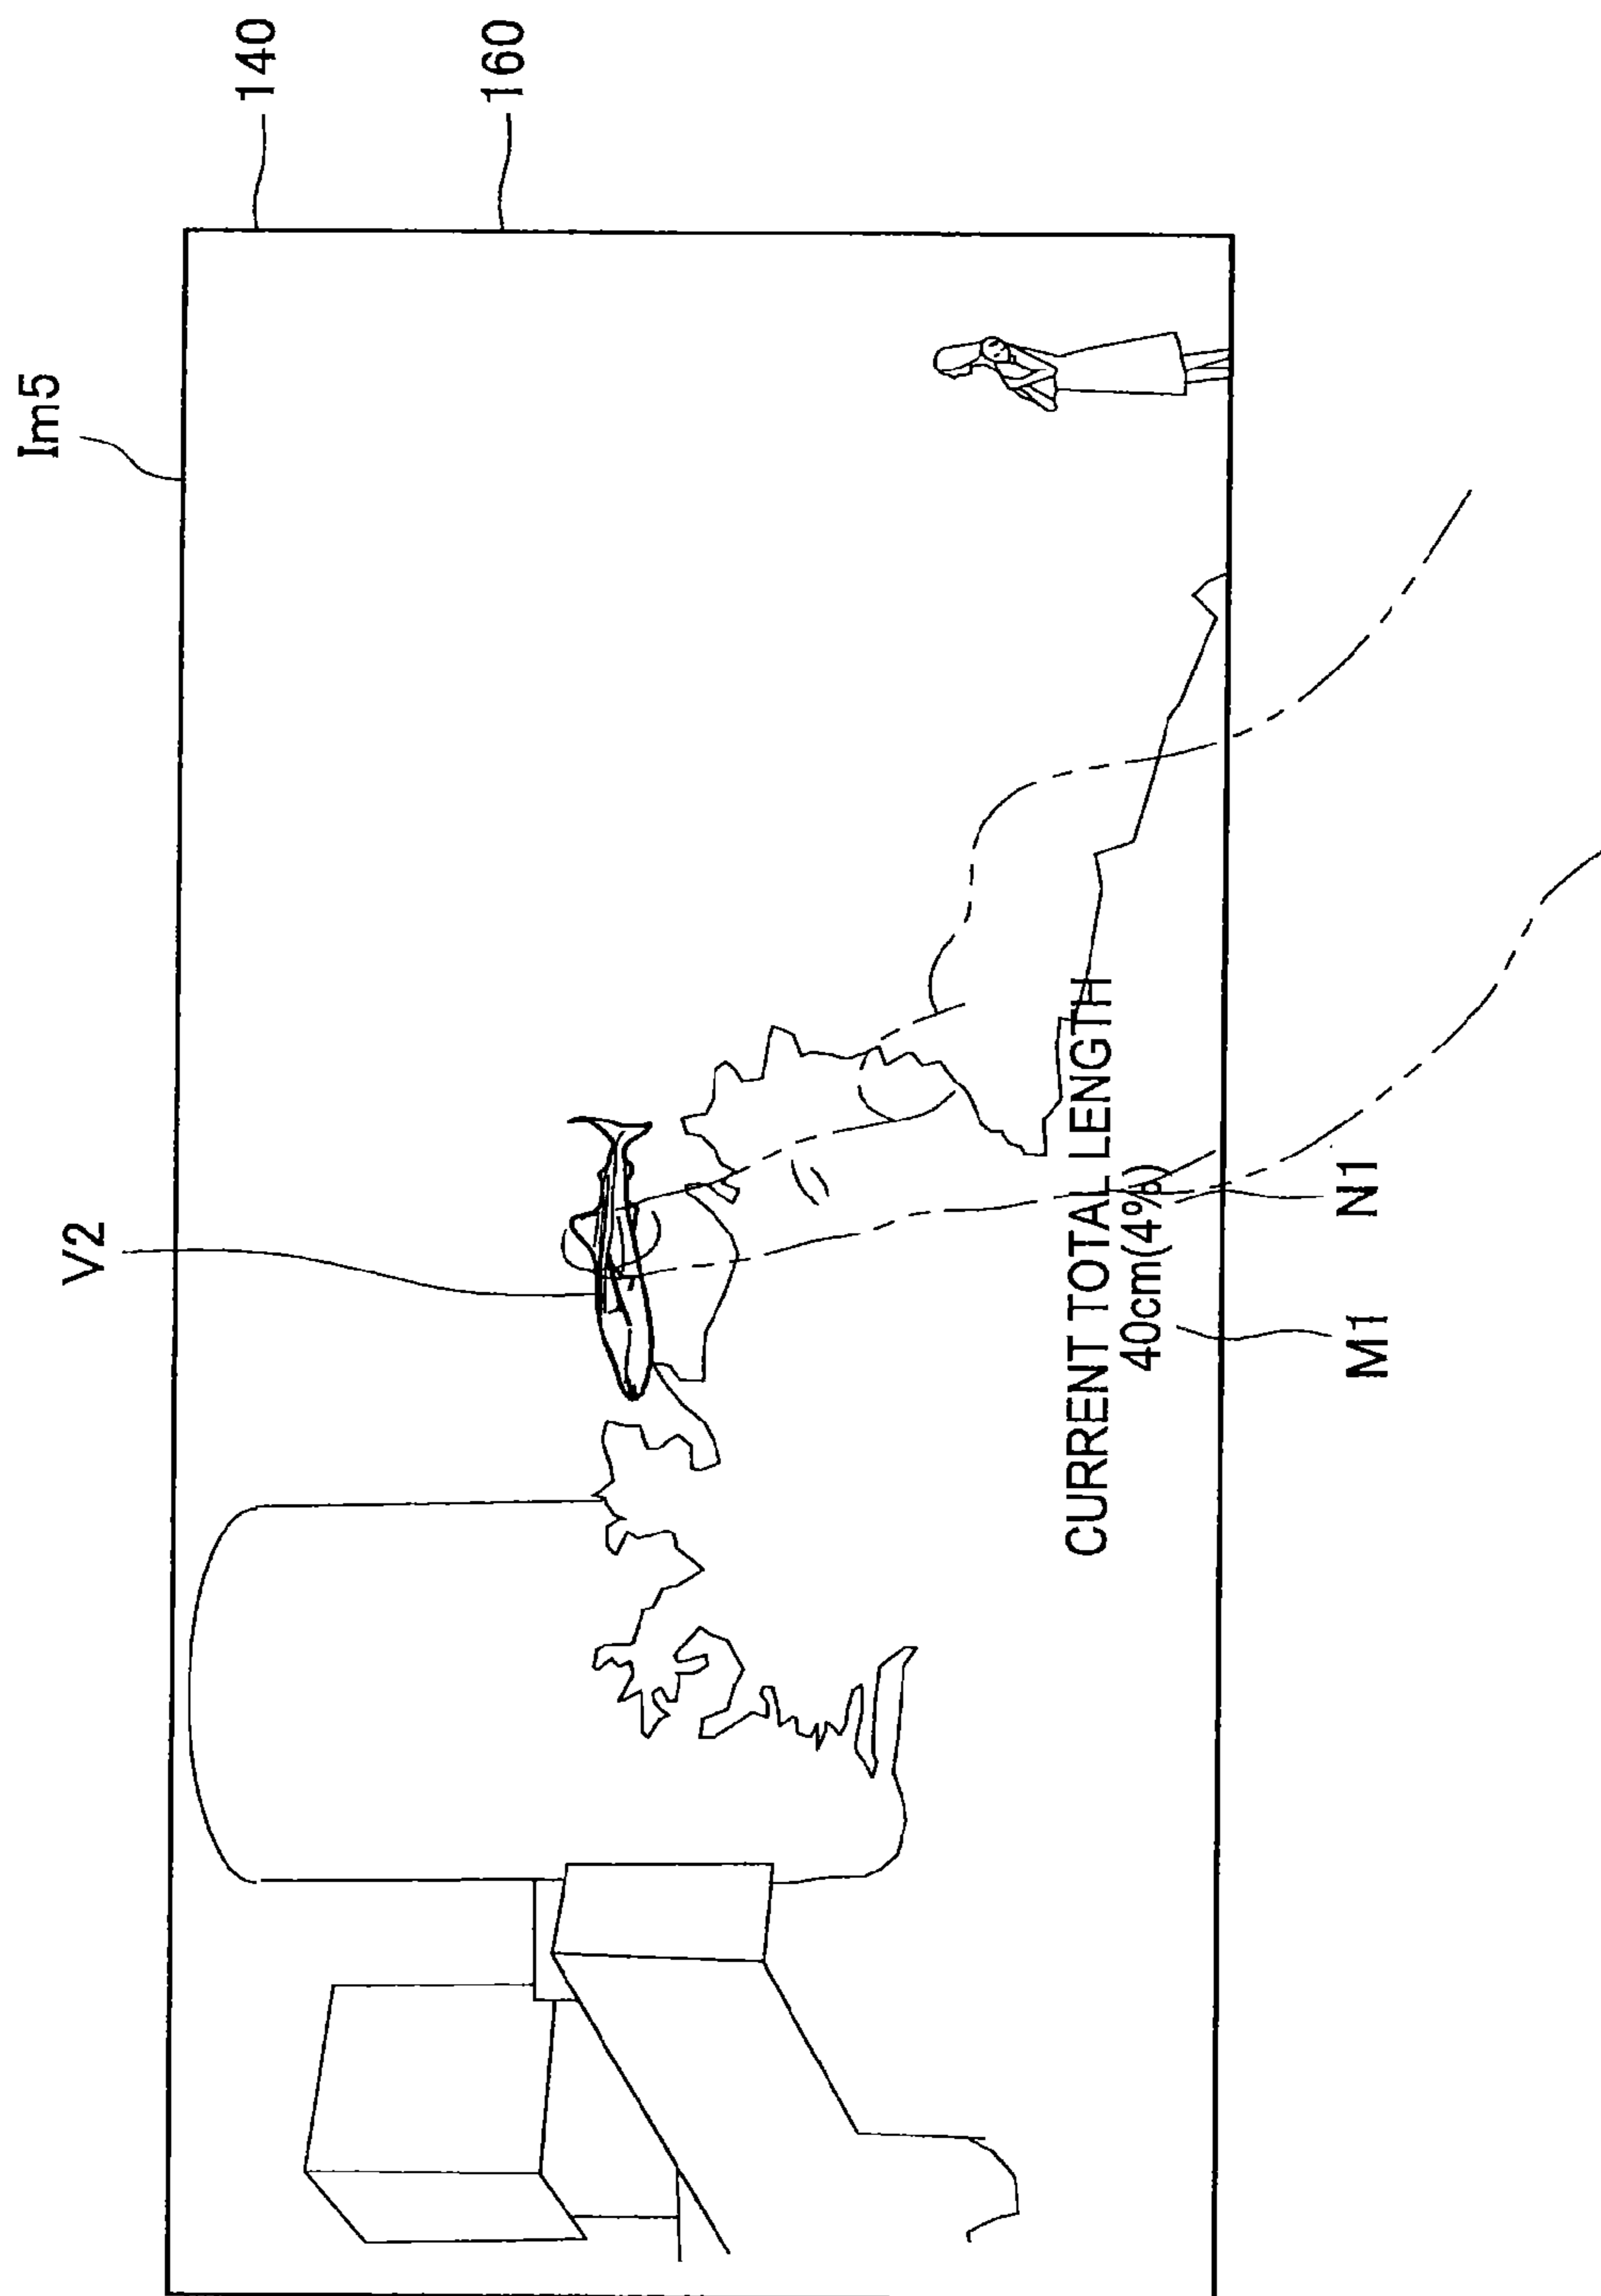 Im5
140
160
V2
CURRENT TOTAL LENGTH
40cm(4%)
N1
M1